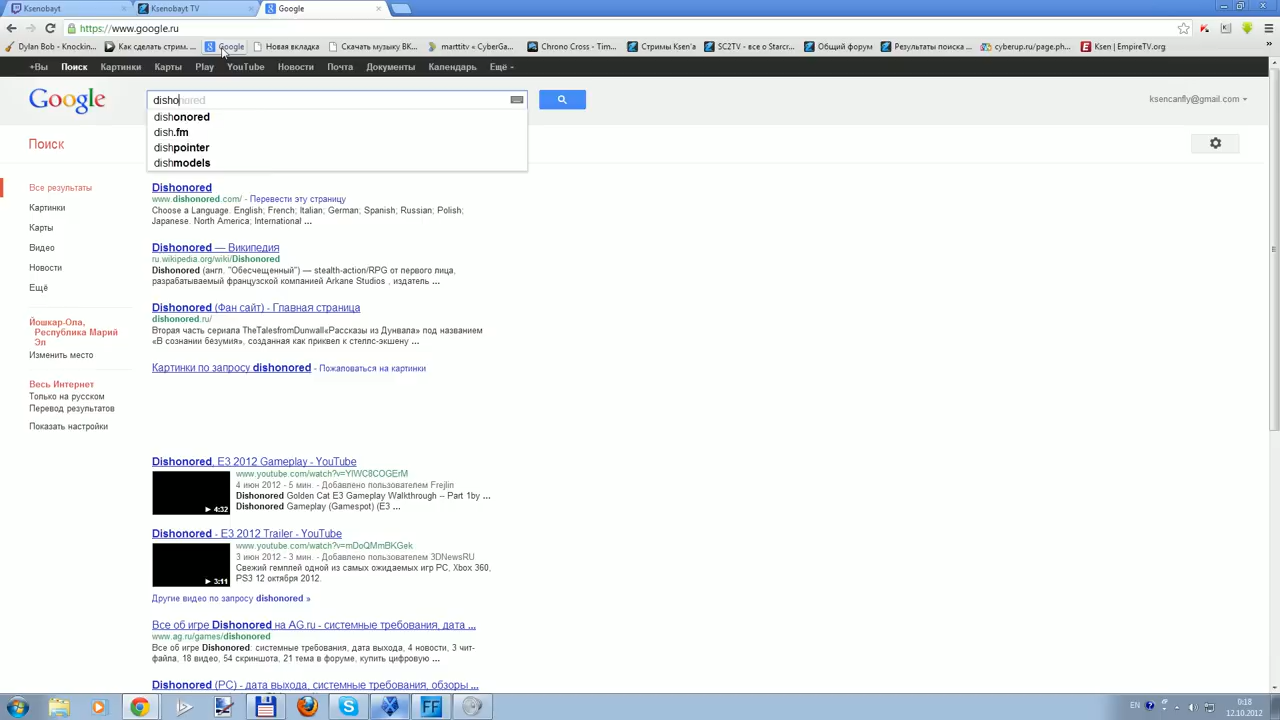 Ksenobayt
Ksenobayt TV
Google
https://www.google.ru
Dylan Bob - Knockin...
Как сделать стрим....
Google
Новая вкладка
Скачать музыку ВК...
marttitv « CyberGa...
Chrono Cross - Tim...
Стримы Ksen'a
SC2TV - все о Starcr...
Общий форум
Результаты поиска ...
cyberup.ru/page.ph...
Ksen | EmpireTV.org
+Вы Поиск Картинки Карты Play YouTube Новости Почта Документы Календарь Ещё
Google
dishonored
ksencanfly@gmail.com
dishonored
dish.fm
dishpointer
dishmodels
Поиск
Все результаты
Картинки
Карты
Видео
Новости
Ещё
Йошкар-Ола,
Республика Марий
Эл
Изменить место
Весь Интернет
Только на русском
Перевод результатов
Показать настройки
Dishonored
www.dishonored.com/ - Перевести эту страницу
Choose a Language. English; French; Italian; German; Spanish; Russian; Polish;
Japanese. North America; International ...
Dishonored — Википедия
ru.wikipedia.org/wiki/Dishonored
Dishonored (англ. "Обесчещенный") — stealth-action/RPG от первого лица,
разрабатываемый французской компанией Arkane Studios , издатель ...
Dishonored (Фан сайт) - Главная страница
dishonored.ru/
Вторая часть сериала TheTalesfromDunwall«Рассказы из Дунвала» под названием
«В сознании безумия», созданная как приквел к стеллс-экшену ...
Картинки по запросу dishonored - Пожаловаться на картинки
Dishonored, E3 2012 Gameplay - YouTube
www.youtube.com/watch?v=YIWC8COGErM
4 июн 2012 - 5 мин. - Добавлено пользователем Frejlin
Dishonored Golden Cat E3 Gameplay Walkthrough – Part 1by ...
Dishonored Gameplay (Gamespot) (E3 ...
4:32
Dishonored - E3 2012 Trailer - YouTube
www.youtube.com/watch?v=mDoQMmBKGek
3 июн 2012 - 3 мин. - Добавлено пользователем 3DNewsRU
Свежий гемплей одной из самых ожидаемых игр PC, Xbox 360,
PS3 12 октября 2012.
3:11
Другие видео по запросу dishonored »
Все об игре Dishonored на AG.ru - системные требования, дата ...
www.ag.ru/games/dishonored
Все об игре Dishonored: системные требования, дата выхода, 4 новости, 3 чит-
файла, 18 видео, 54 скриншота, 21 тема в форуме, купить цифровую ...
Dishonored (PC) - дата выхода, системные требования, обзоры ...
FF
EN
0:18
12.10.2012